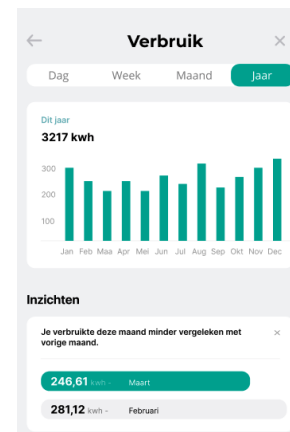 Verbruik
Dag Week Maand Jaar
Dit jaar
3217 kwh
300
200
100
Jan Feb Maa Apr Mei Jun Jul Aug Sep Okt Nov Dec
Inzichten
Je verbruikte deze maand minder vergeleken met
vorige maand.
246,61 kwh - Maart
281,12 kwh - Februari